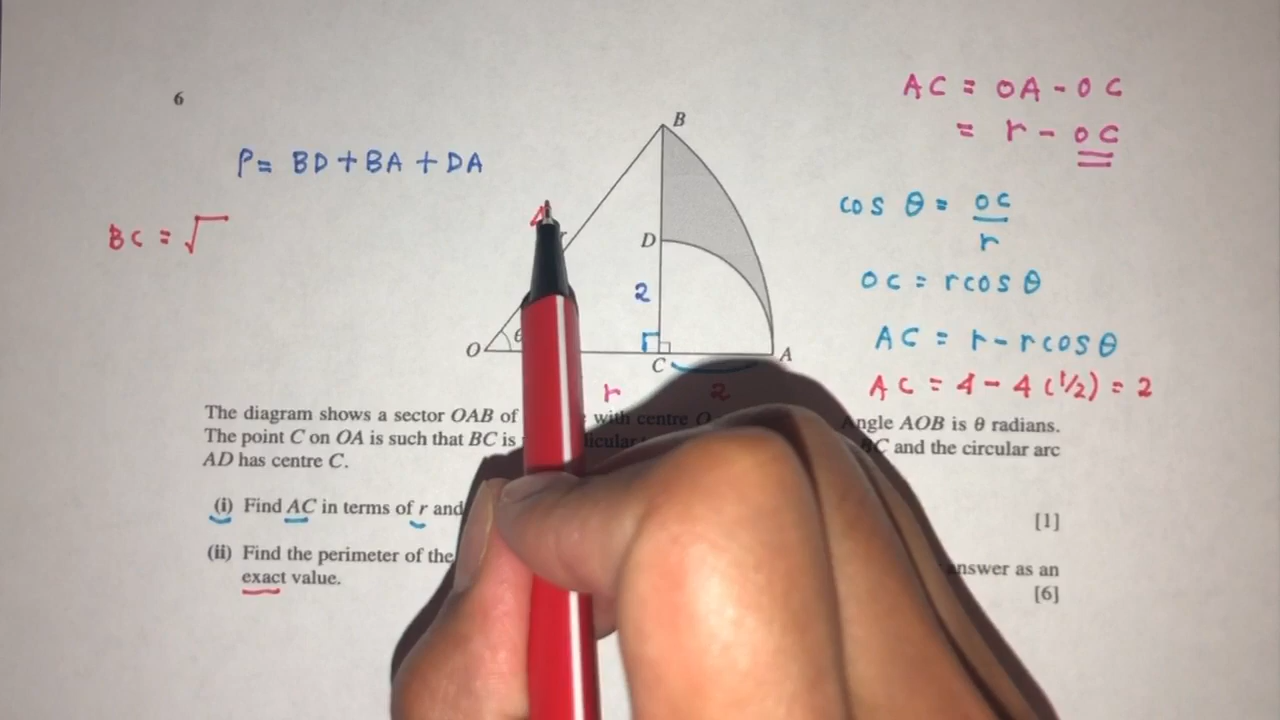 6
P = BD + BA + DA
BC = √
AC = OA - OC
= r - OC
cos θ = OC
r
OC = r cos θ
AC = r - r cos θ
AC = 4 - 4 (1/2) = 2
B
D
2
O
θ
C
A
r
2
The diagram shows a sector OAB of with centre O Angle AOB is θ radians.
The point C on OA is such that BC is BC and the circular arc
AD has centre C.
(i) Find AC in terms of r and [1]
(ii) Find the perimeter of the answer as an
exact value. [6]